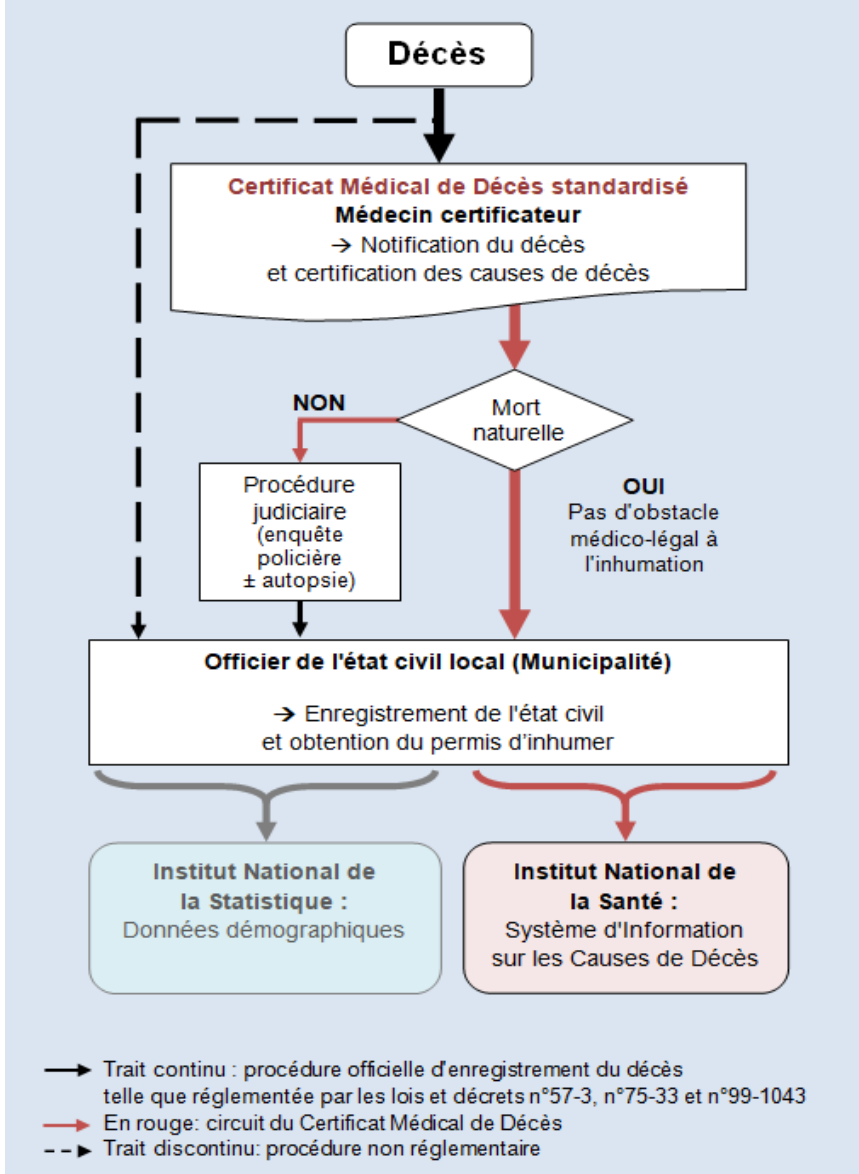 Décès
Certificat Médical de Décès standardisé
Médecin certificateur
→ Notification du décès
et certification des causes de décès
NON
Mort
naturelle
Procédure
judiciaire
(enquête
policière
± autopsie)
OUI
Pas d'obstacle
médico-légal à
l'inhumation
Officier de l'état civil local (Municipalité)
→ Enregistrement de l'état civil
et obtention du permis d’inhumer
Institut National de
la Statistique :
Données démographiques
Institut National de
la Santé :
Système d'Information
sur les Causes de Décès
Trait continu : procédure officielle d'enregistrement du décès
telle que réglementée par les lois et décrets n°57-3, n°75-33 et n°99-1043
En rouge: circuit du Certificat Médical de Décès
Trait discontinu: procédure non réglementaire